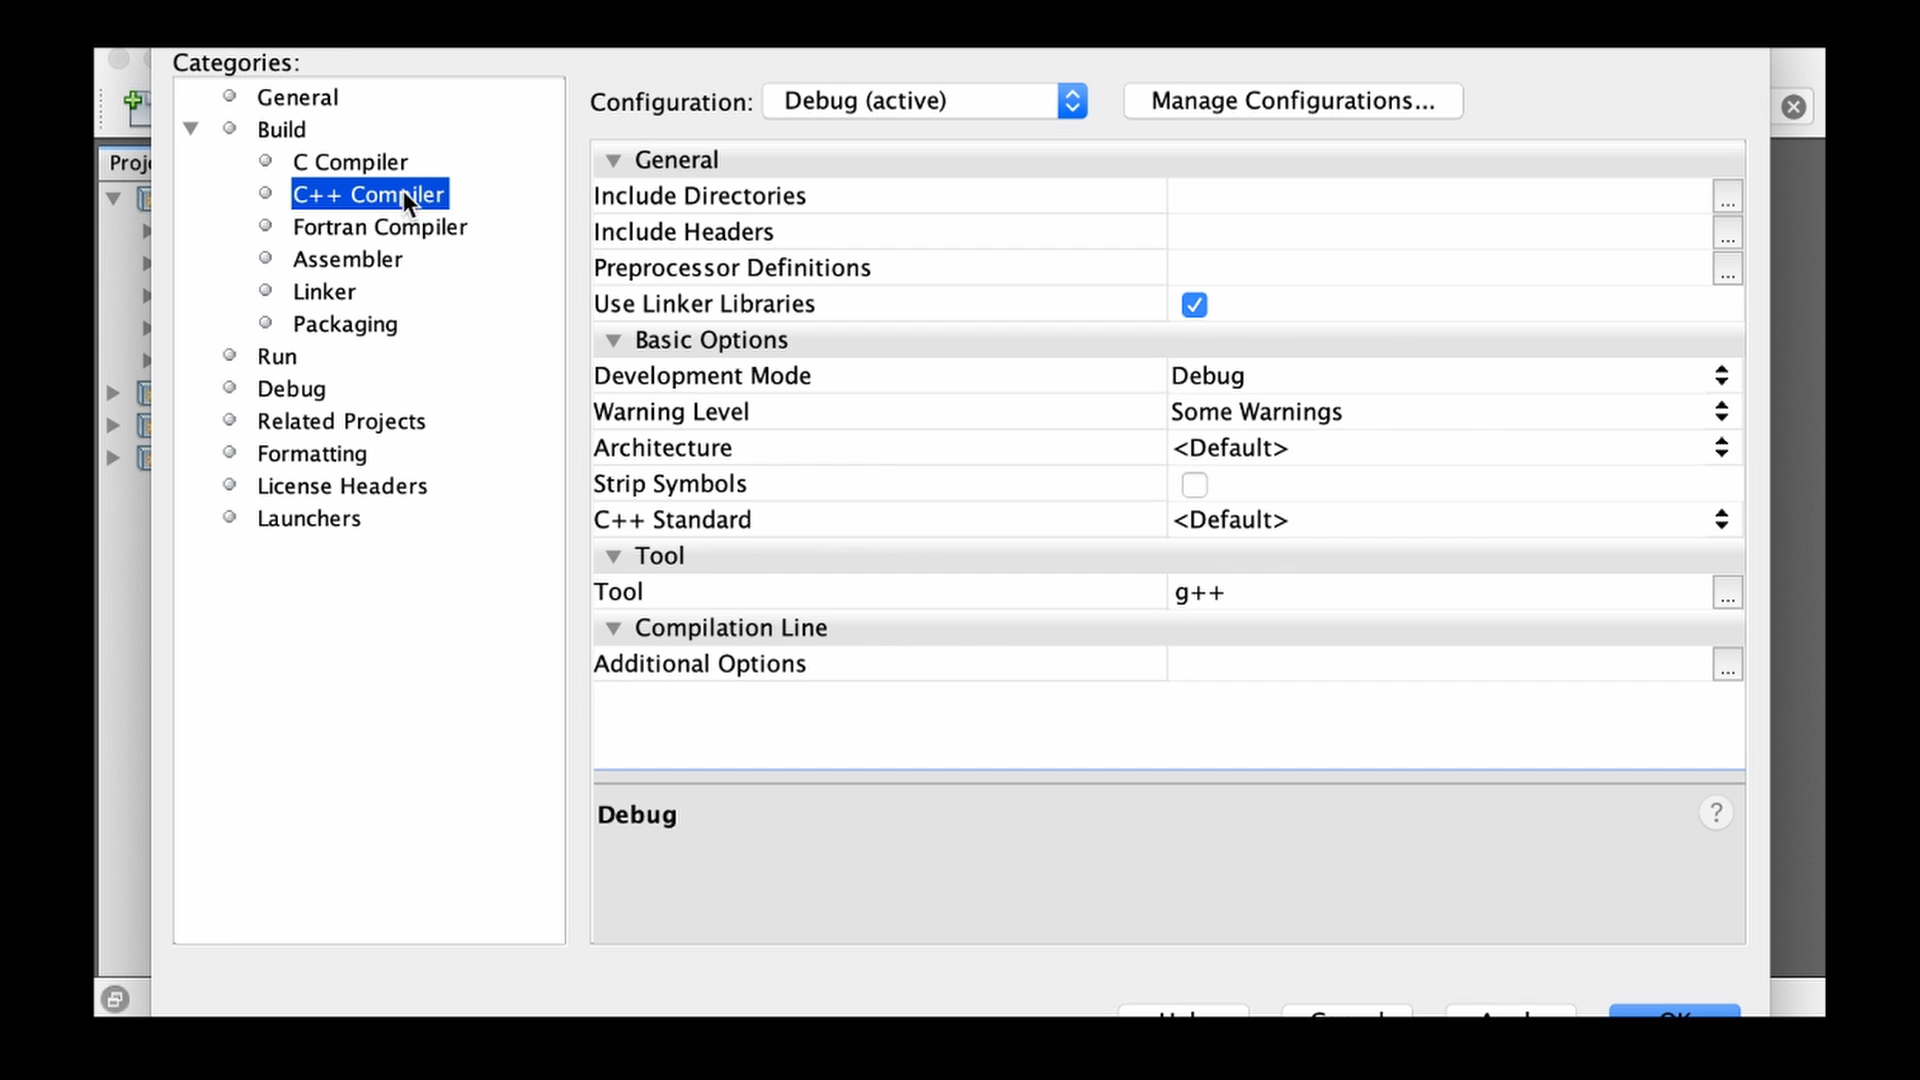 Categories:
General
Build
C Compiler
C++ Compiler
Fortran Compiler
Assembler
Linker
Packaging
Run
Debug
Related Projects
Formatting
License Headers
Launchers
Configuration: Debug (active) Manage Configurations...
General
Include Directories ...
Include Headers ...
Preprocessor Definitions ...
Use Linker Libraries
Basic Options
Development Mode Debug
Warning Level Some Warnings
Architecture <Default>
Strip Symbols
C++ Standard <Default>
Tool
Tool g++ ...
Compilation Line
Additional Options ...
Debug ?
OK